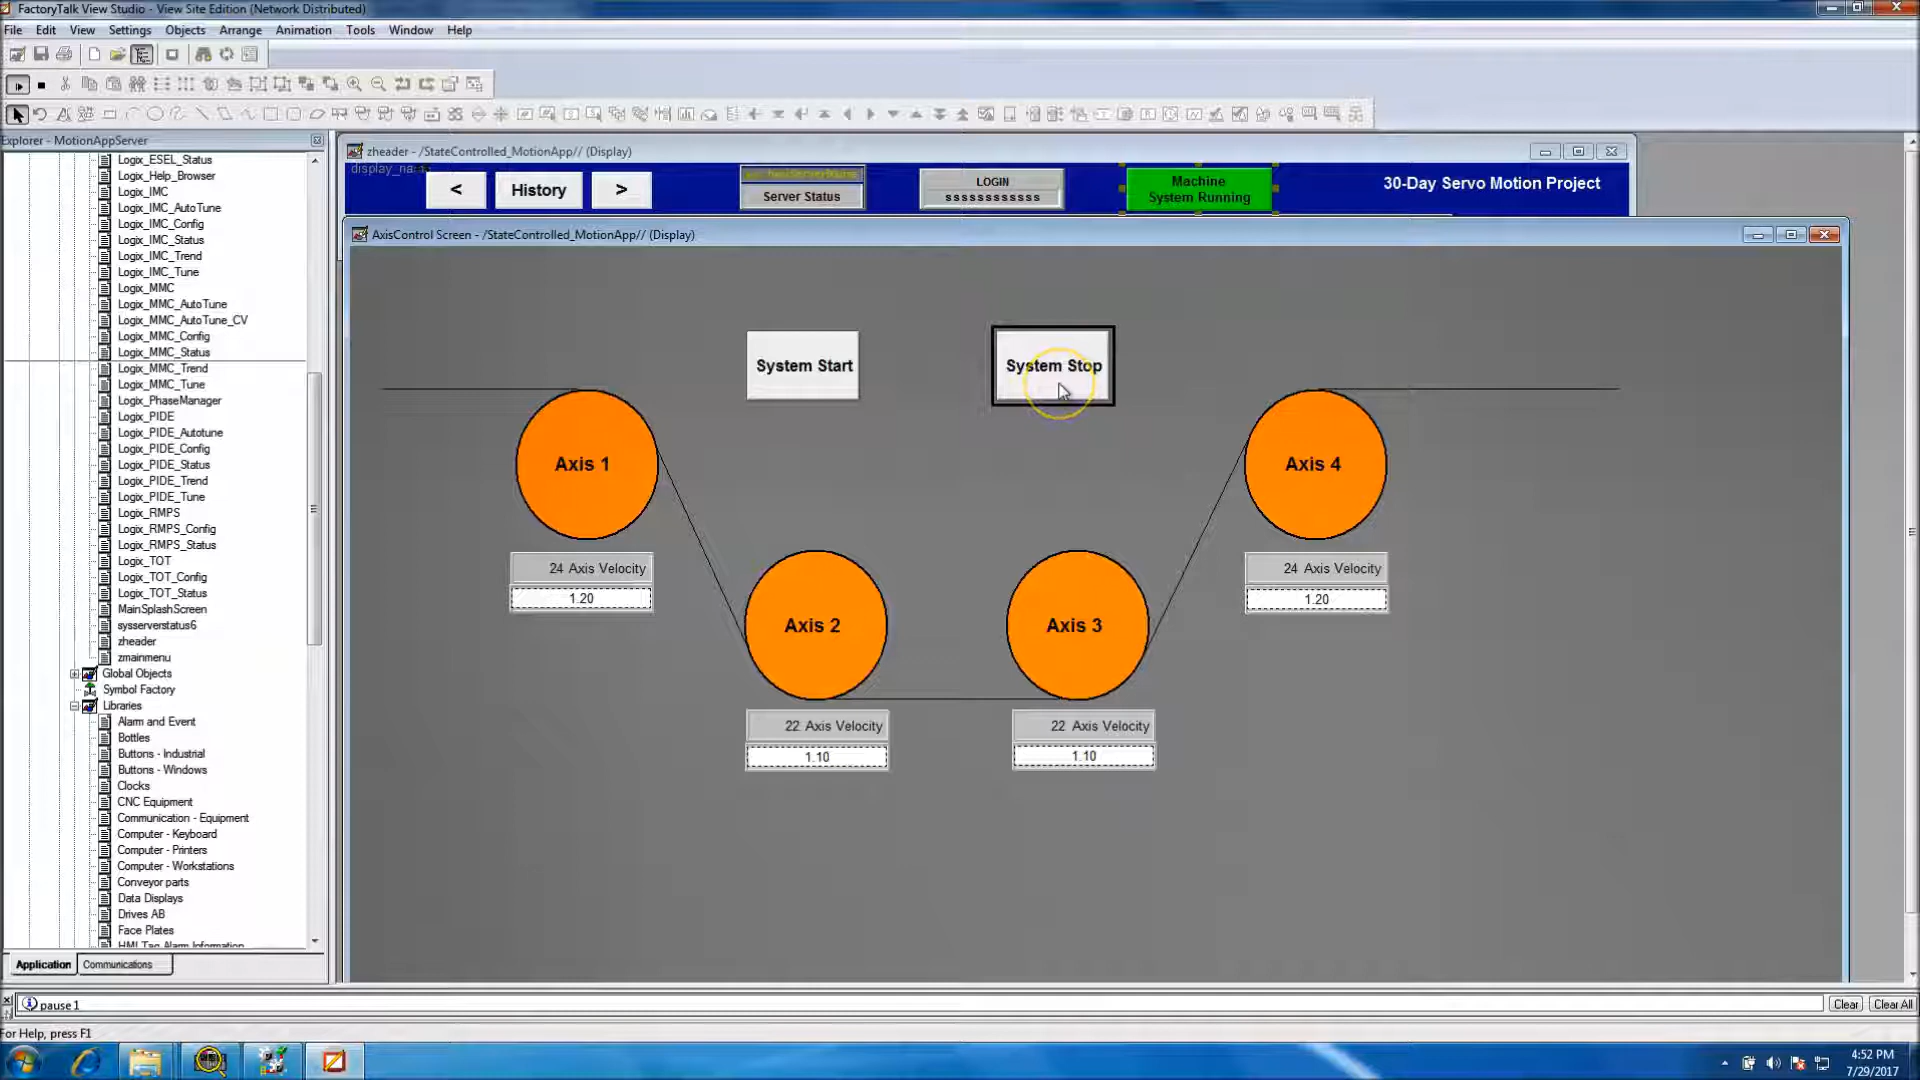 FactoryTalk View Studio - View Site Edition (Network Distributed)
File Edit View Settings Objects Arrange Animation Tools Window Help
Explorer - MotionAppServer
Logix_ESEL_Status
Logix_Help_Browser
Logix_IMC
Logix_IMC_AutoTune
Logix_IMC_Config
Logix_IMC_Status
Logix_IMC_Trend
Logix_IMC_Tune
Logix_MMC
Logix_MMC_AutoTune
Logix_MMC_AutoTune_CV
Logix_MMC_Config
Logix_MMC_Status
Logix_MMC_Trend
Logix_MMC_Tune
Logix_PhaseManager
Logix_PIDE
Logix_PIDE_Autotune
Logix_PIDE_Config
Logix_PIDE_Status
Logix_PIDE_Trend
Logix_PIDE_Tune
Logix_RMPS
Logix_RMPS_Config
Logix_RMPS_Status
Logix_TOT
Logix_TOT_Config
Logix_TOT_Status
MainSplashScreen
sysserverstatus6
zheader
zmainmenu
Global Objects
Symbol Factory
Libraries
Alarm and Event
Bottles
Buttons - Industrial
Buttons - Windows
Clocks
CNC Equipment
Communication - Equipment
Computer - Keyboard
Computer - Printers
Computer - Workstations
Conveyor parts
Data Displays
Drives AB
Face Plates
HMI Tag Alarm Information
Application Communications
zheader - /StateControlled_MotionApp// (Display)
< History >
Server Status
LOGIN
ssssssssssss
Machine
System Running
30-Day Servo Motion Project
AxisControl Screen - /StateControlled_MotionApp// (Display)
System Start
System Stop
Axis 1
24 Axis Velocity
1.20
Axis 2
22 Axis Velocity
1.10
Axis 3
22 Axis Velocity
1.10
Axis 4
24 Axis Velocity
1.20
pause 1
Clear Clear All
For Help, press F1
4:52 PM
7/29/2017